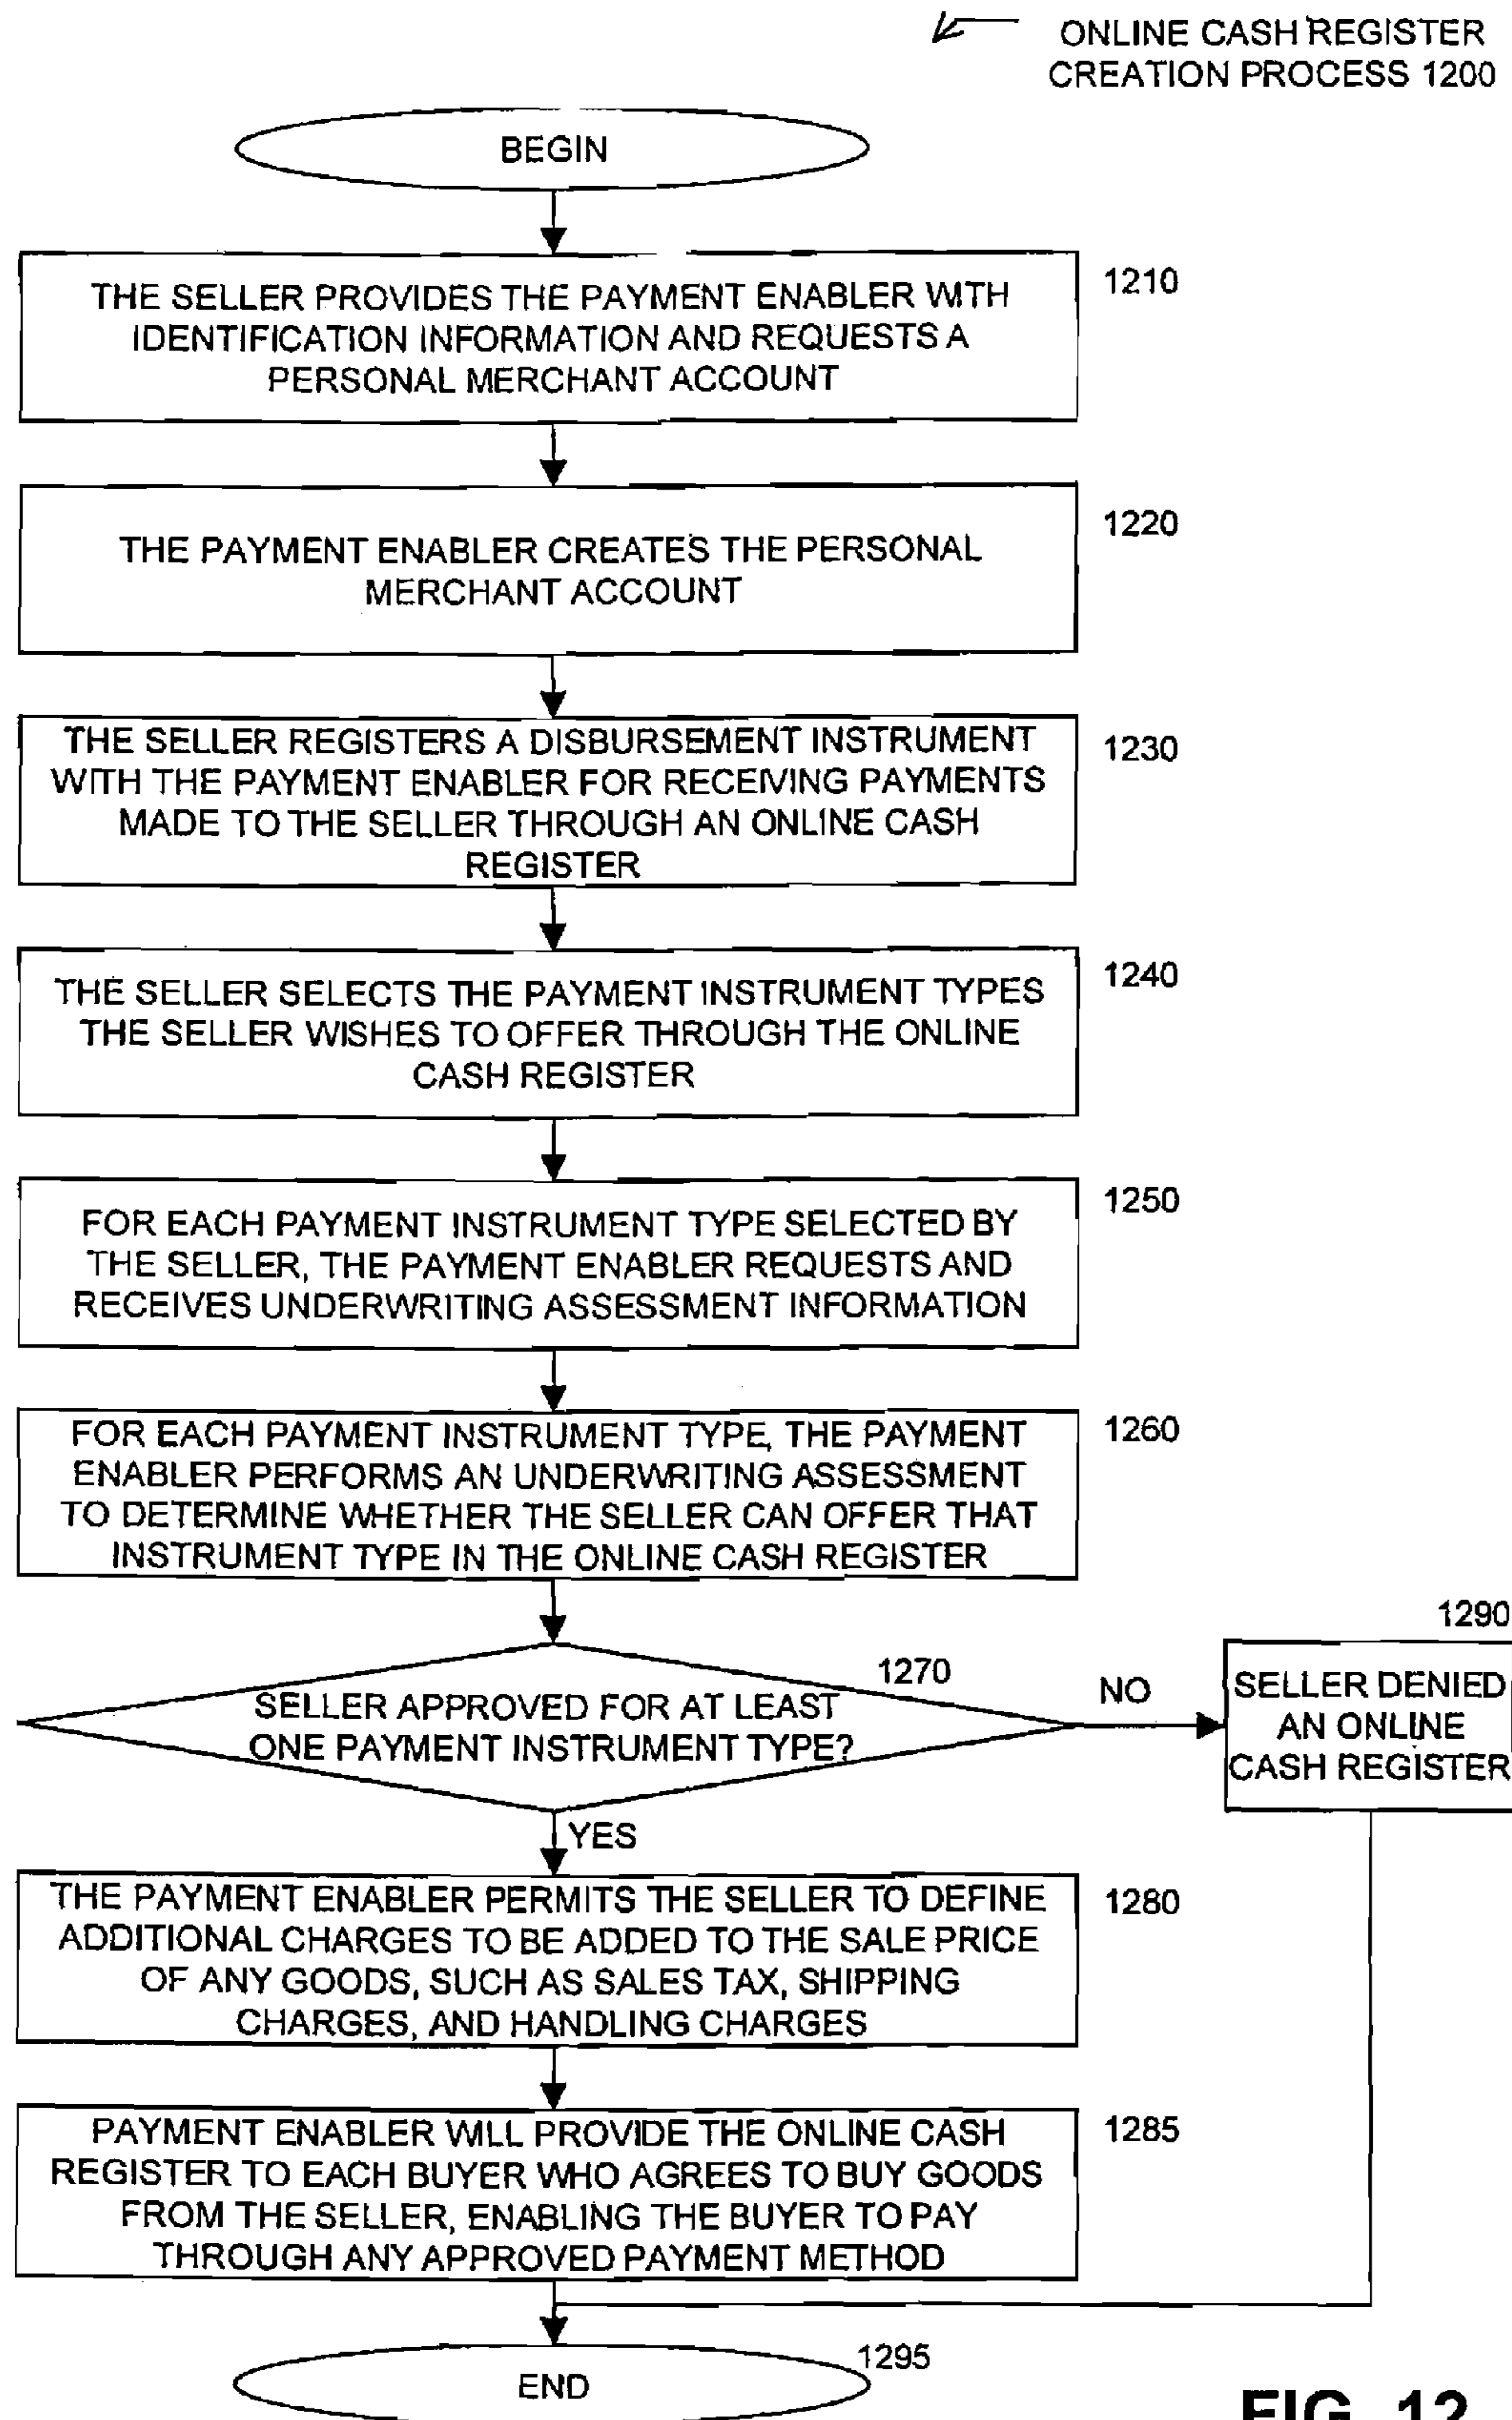 ONLINE CASH REGISTER
CREATION PROCESS 1200
BEGIN
THE SELLER PROVIDES THE PAYMENT ENABLER WITH
IDENTIFICATION INFORMATION AND REQUESTS A
PERSONAL MERCHANT ACCOUNT
1210
THE PAYMENT ENABLER CREATES THE PERSONAL
MERCHANT ACCOUNT
1220
THE SELLER REGISTERS A DISBURSEMENT INSTRUMENT
WITH THE PAYMENT ENABLER FOR RECEIVING PAYMENTS
MADE TO THE SELLER THROUGH AN ONLINE CASH
REGISTER
1230
THE SELLER SELECTS THE PAYMENT INSTRUMENT TYPES
THE SELLER WISHES TO OFFER THROUGH THE ONLINE
CASH REGISTER
1240
FOR EACH PAYMENT INSTRUMENT TYPE SELECTED BY
THE SELLER, THE PAYMENT ENABLER REQUESTS AND
RECEIVES UNDERWRITING ASSESSMENT INFORMATION
1250
FOR EACH PAYMENT INSTRUMENT TYPE, THE PAYMENT
ENABLER PERFORMS AN UNDERWRITING ASSESSMENT
TO DETERMINE WHETHER THE SELLER CAN OFFER THAT
INSTRUMENT TYPE IN THE ONLINE CASH REGISTER
1260
1270
SELLER APPROVED FOR AT LEAST
ONE PAYMENT INSTRUMENT TYPE?
NO
1290
SELLER DENIED
AN ONLINE
CASH REGISTER
YES
THE PAYMENT ENABLER PERMITS THE SELLER TO DEFINE
ADDITIONAL CHARGES TO BE ADDED TO THE SALE PRICE
OF ANY GOODS, SUCH AS SALES TAX, SHIPPING
CHARGES, AND HANDLING CHARGES
1280
PAYMENT ENABLER WILL PROVIDE THE ONLINE CASH
REGISTER TO EACH BUYER WHO AGREES TO BUY GOODS
FROM THE SELLER, ENABLING THE BUYER TO PAY
THROUGH ANY APPROVED PAYMENT METHOD
1285
END
1295
FIG. 12